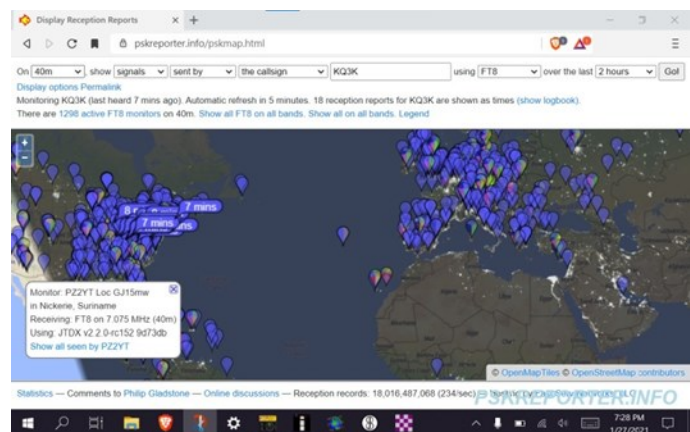 Display Reception Reports
pskreporter.info/pskmap.html
On 40m , show signals sent by the callsign KQ3K using FT8 over the last 2 hours Go!
Display options Permalink
Monitoring KQ3K (last heard 7 mins ago). Automatic refresh in 5 minutes. 18 reception reports for KQ3K are shown as times (show logbook).
There are 1298 active FT8 monitors on 40m. Show all FT8 on all bands. Show all on all bands. Legend
+
−
7 mins
7 mins
Monitor: PZ2YT Loc GJ15mw
in Nickerie, Suriname
Receiving: FT8 on 7.075 MHz (40m)
Using: JTDX v2.2.0-rc152 9d73db
Show all seen by PZ2YT
© OpenMapTiles © OpenStreetMap contributors
Statistics — Comments to Philip Gladstone — Online discussions — Reception records: 18,016,487,068 (234/sec)
PSKREPORTER.INFO
7:28 PM
1/27/2021